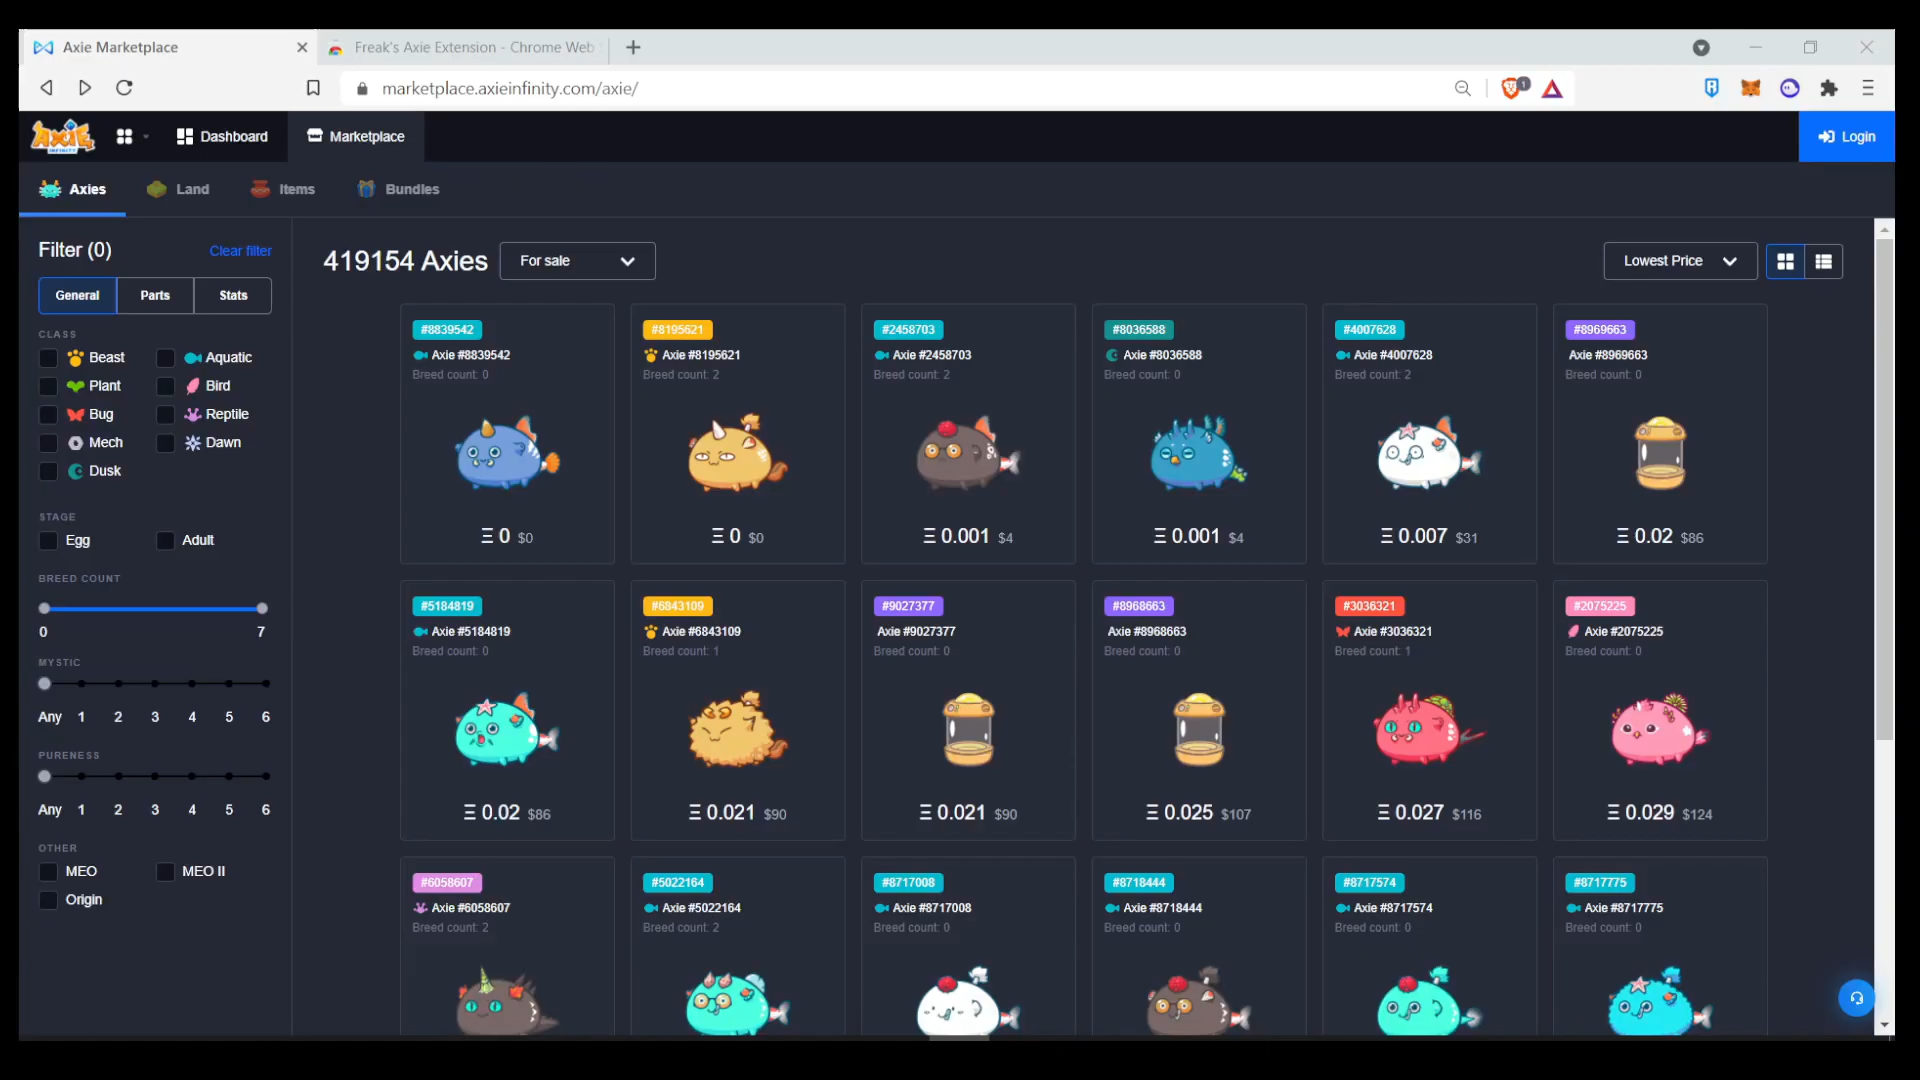 Axie Marketplace
Freak's Axie Extension - Chrome Web
marketplace.axieinfinity.com/axie/
1
AXIE
INFINITY
Dashboard
Marketplace
Login
Axies
Land
Items
Bundles
Filter (0)
Clear filter
General
Parts
Stats
CLASS
Beast
Aquatic
Plant
Bird
Bug
Reptile
Mech
Dawn
Dusk
STAGE
Egg
Adult
BREED COUNT
0
7
MYSTIC
Any 1 2 3 4 5 6
PURENESS
Any 1 2 3 4 5 6
OTHER
MEO
MEO II
Origin
419154 Axies
For sale
Lowest Price
#8839542
Axie #8839542
Breed count: 0
Ξ 0 $0
#8195621
Axie #8195621
Breed count: 2
Ξ 0 $0
#2458703
Axie #2458703
Breed count: 2
Ξ 0.001 $4
#8036588
Axie #8036588
Breed count: 0
Ξ 0.001 $4
#4007628
Axie #4007628
Breed count: 2
Ξ 0.007 $31
#8969663
Axie #8969663
Breed count: 0
Ξ 0.02 $86
#5184819
Axie #5184819
Breed count: 0
Ξ 0.02 $86
#6843109
Axie #6843109
Breed count: 1
Ξ 0.021 $90
#9027377
Axie #9027377
Breed count: 0
Ξ 0.021 $90
#8968663
Axie #8968663
Breed count: 0
Ξ 0.025 $107
#3036321
Axie #3036321
Breed count: 1
Ξ 0.027 $116
#2075225
Axie #2075225
Breed count: 0
Ξ 0.029 $124
#6058607
Axie #6058607
Breed count: 2
#5022164
Axie #5022164
Breed count: 2
#8717008
Axie #8717008
Breed count: 0
#8718444
Axie #8718444
Breed count: 0
#8717574
Axie #8717574
Breed count: 0
#8717775
Axie #8717775
Breed count: 0